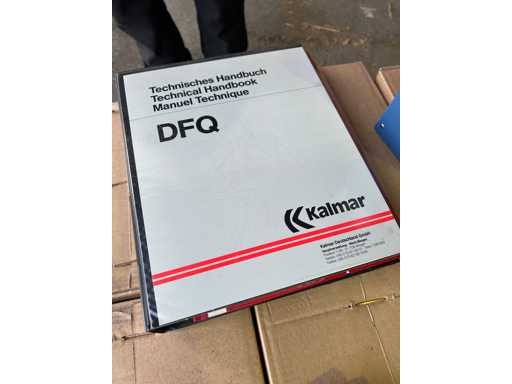 Technisches Handbuch
Technical Handbook
Manuel Technique
DFQ
Kalmar
Kalmar Deutschland GmbH